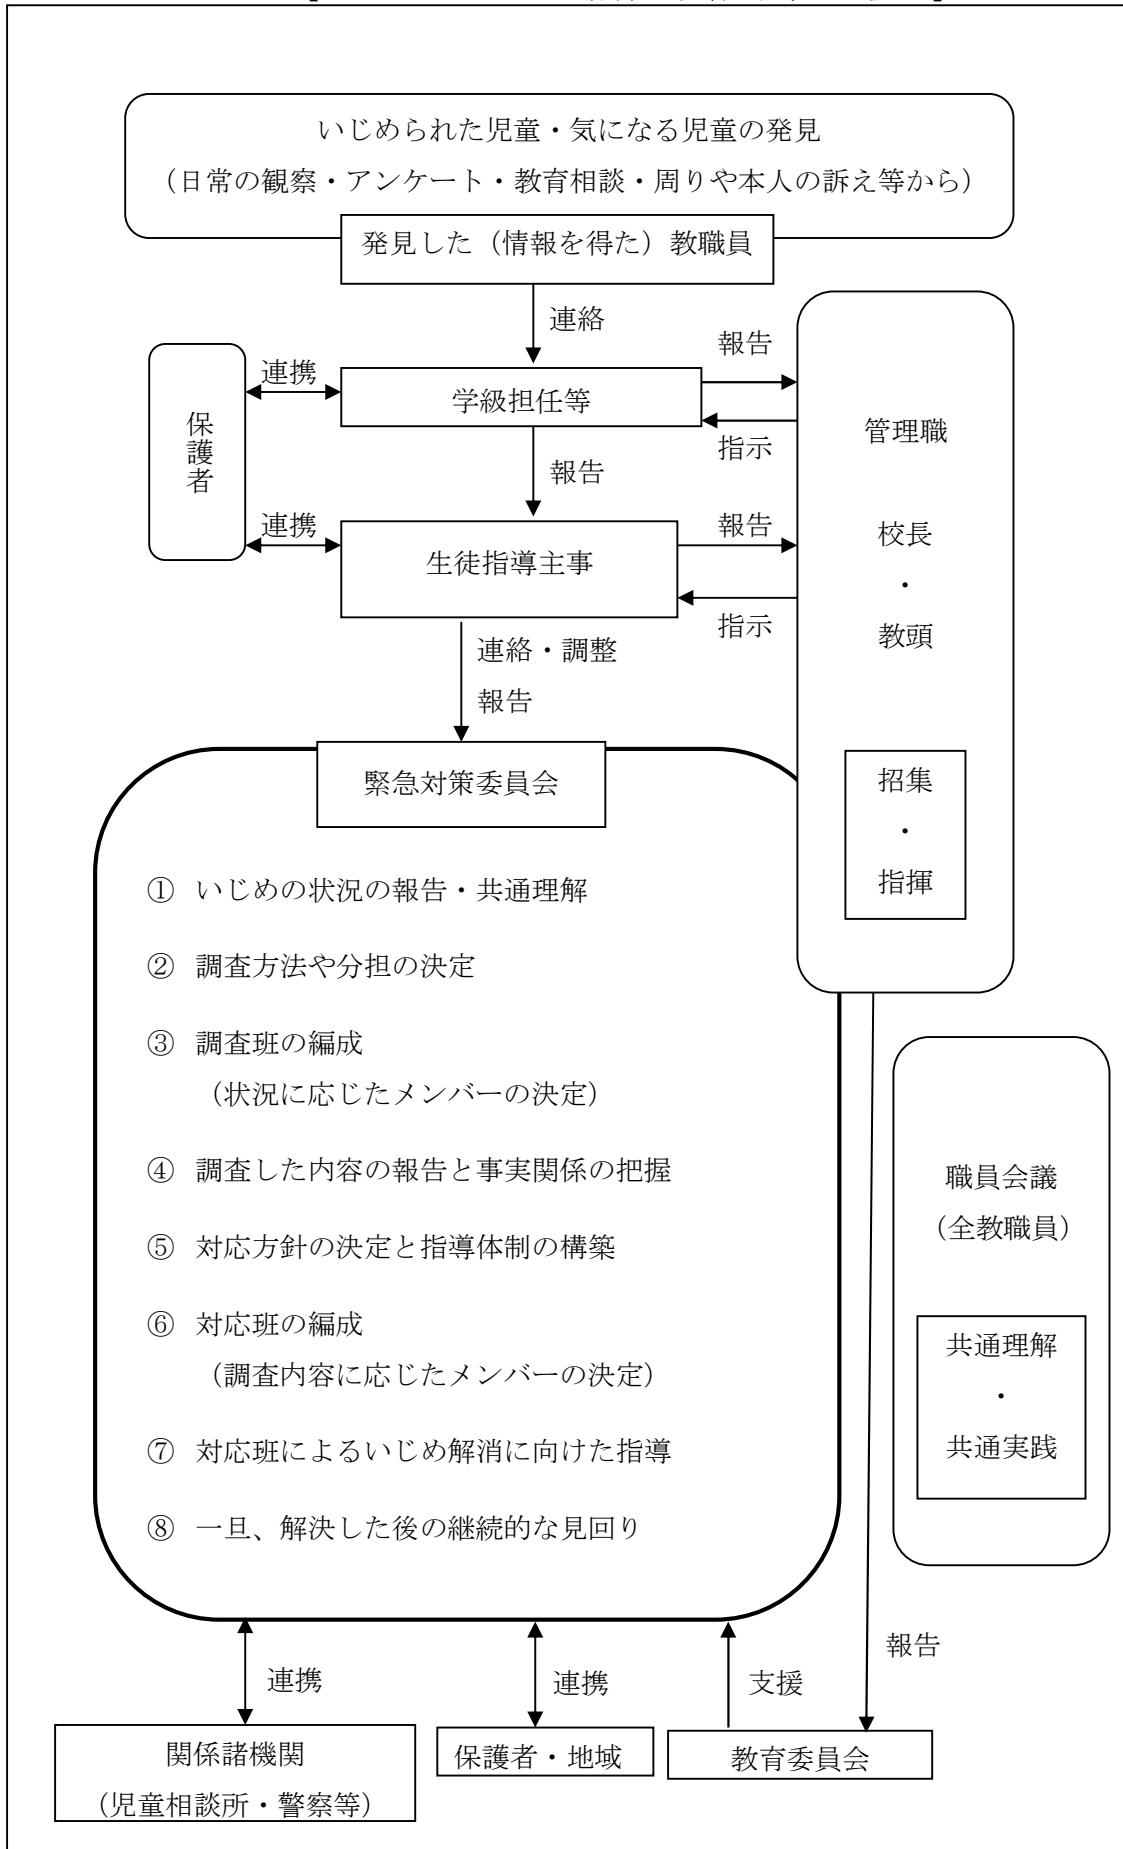 いじめられた児童・気になる児童の発見
（日常の観察・アンケート・教育相談・周りや本人の訴え等から）
発見した（情報を得た）教職員
連絡
報告
連携
学級担任等
指示
保護者
管理職
報告
連携
報告
校長
生徒指導主事
・
指示
教頭
連絡・調整
報告
緊急対策委員会
招集
・
指揮
① いじめの状況の報告・共通理解
② 調査方法や分担の決定
③ 調査班の編成
（状況に応じたメンバーの決定）
④ 調査した内容の報告と事実関係の把握
⑤ 対応方針の決定と指導体制の構築
⑥ 対応班の編成
（調査内容に応じたメンバーの決定）
⑦ 対応班によるいじめ解消に向けた指導
⑧ 一旦、解決した後の継続的な見回り
職員会議
（全教職員）
共通理解
・
共通実践
報告
連携
連携
支援
関係諸機関
（児童相談所・警察等）
保護者・地域
教育委員会